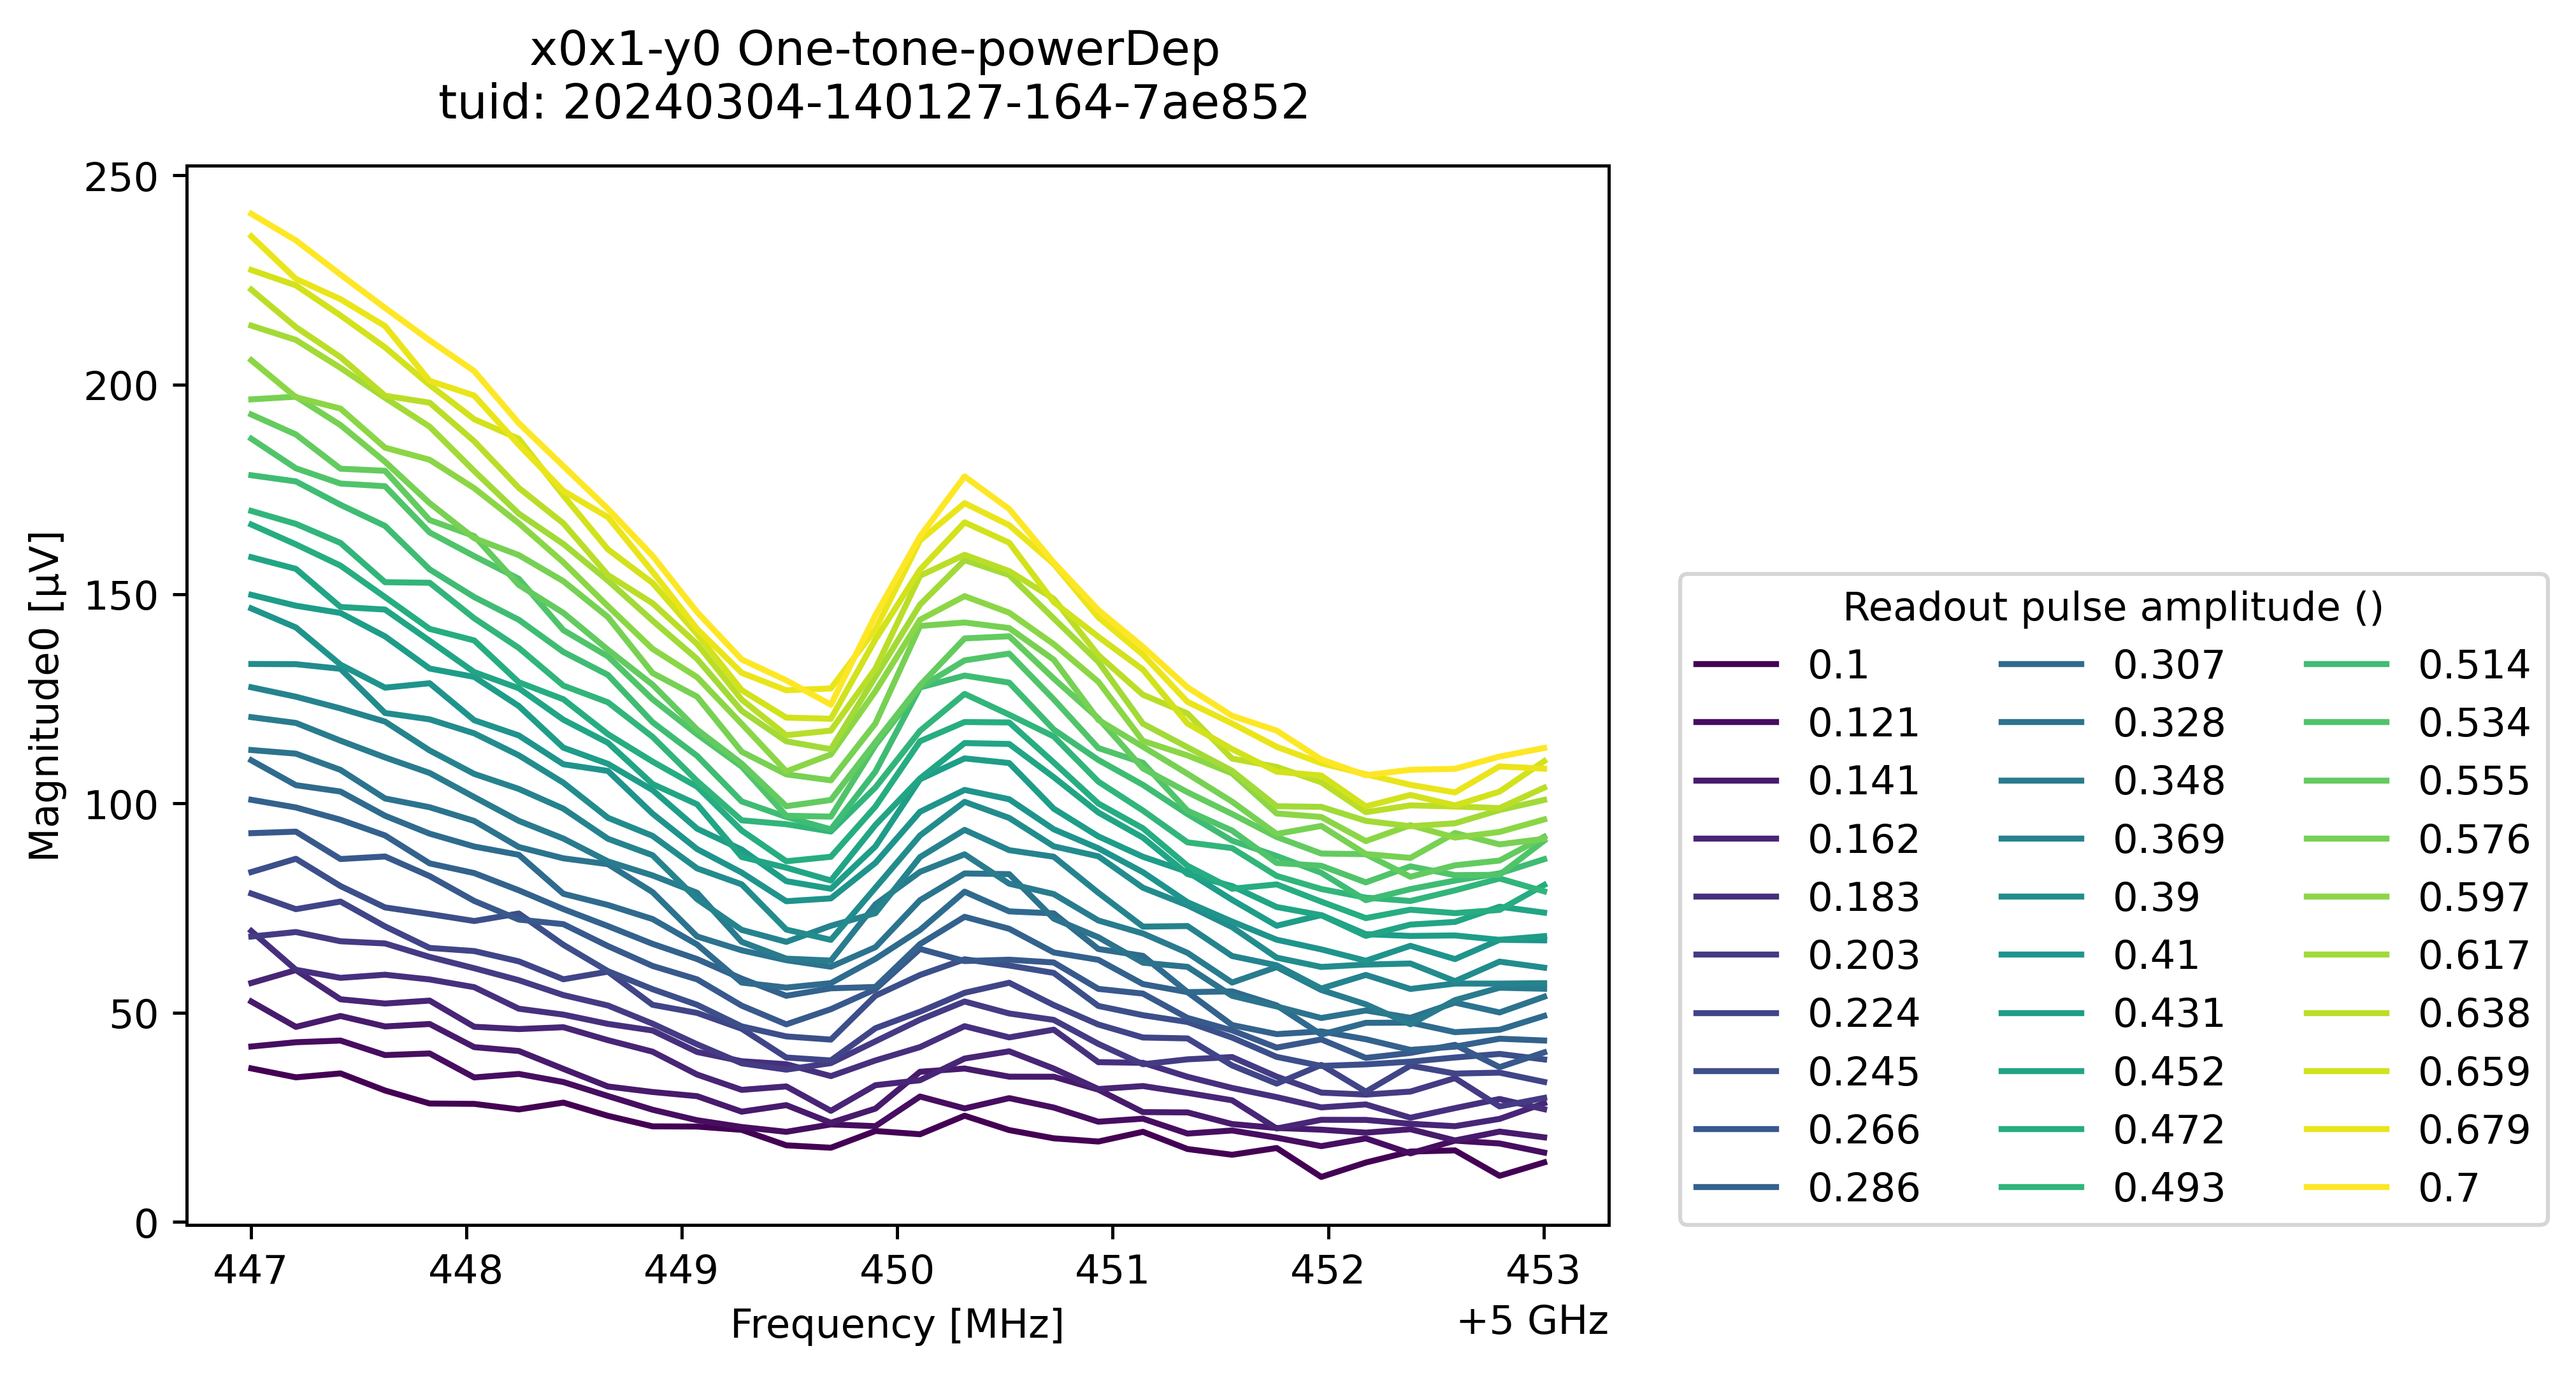 x0x1-y0 One-tone-powerDep
tuid: 20240304-140127-164-7ae852
250
200
150
100
50
0
Magnitude0 [µV]
447 448 449 450 451 452 453
Frequency [MHz]
+5 GHz
Readout pulse amplitude ()
0.1 0.307 0.514
0.121 0.328 0.534
0.141 0.348 0.555
0.162 0.369 0.576
0.183 0.39 0.597
0.203 0.41 0.617
0.224 0.431 0.638
0.245 0.452 0.659
0.266 0.472 0.679
0.286 0.493 0.7